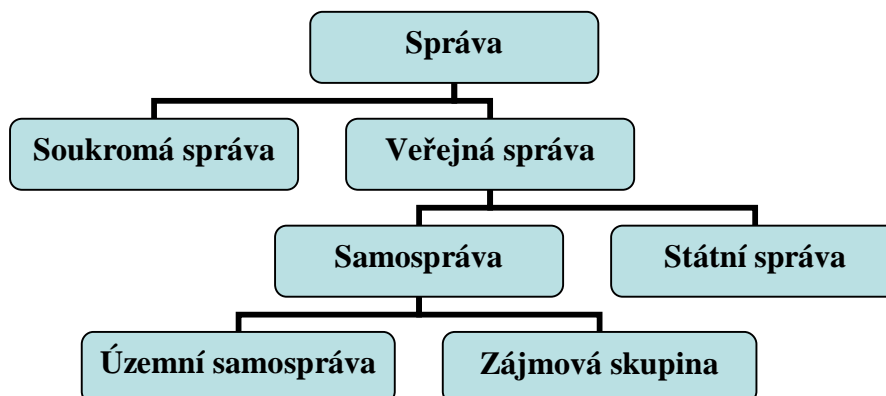 Správa
Soukromá správa
Veřejná správa
Samospráva
Státní správa
Územní samospráva
Zájmová skupina